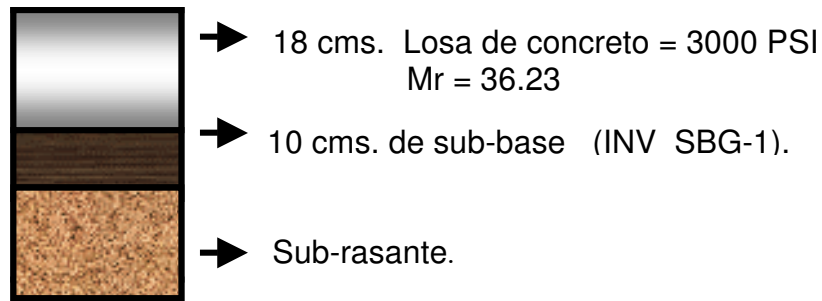 18 cms. Losa de concreto = 3000 PSI
Mr = 36.23
10 cms. de sub-base (INV SBG-1).
Sub-rasante.